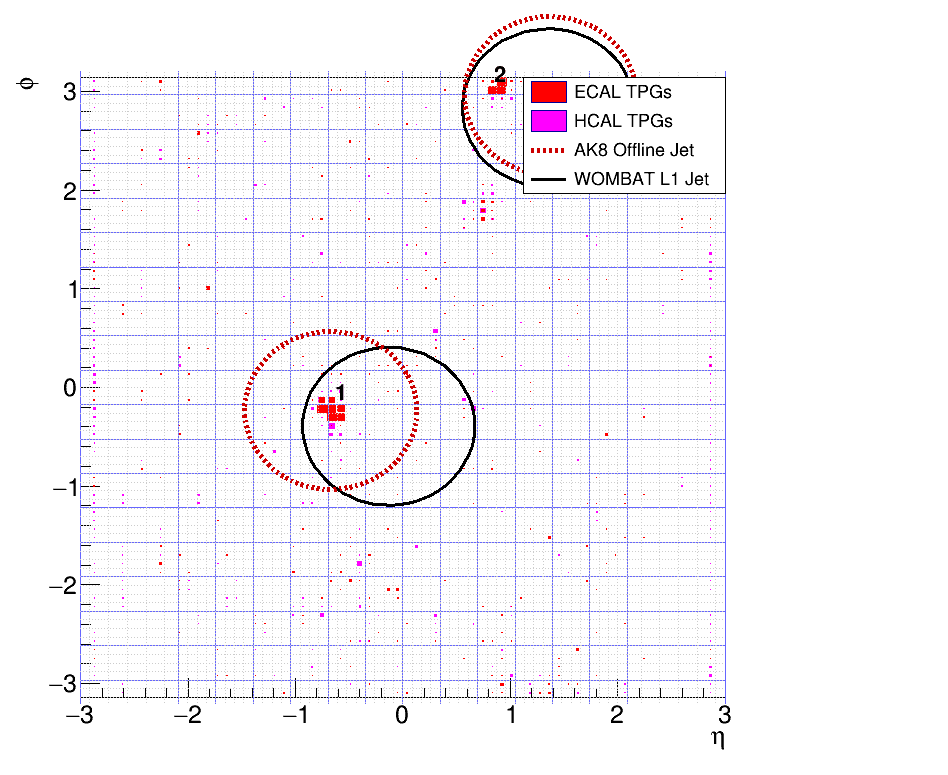 2
ϕ
3
ECAL TPGs
HCAL TPGs
AK8 Offline Jet
WOMBAT L1 Jet
2
1
0
1
−1
−2
−3
−3 −2 −1 0 1 2 3
η